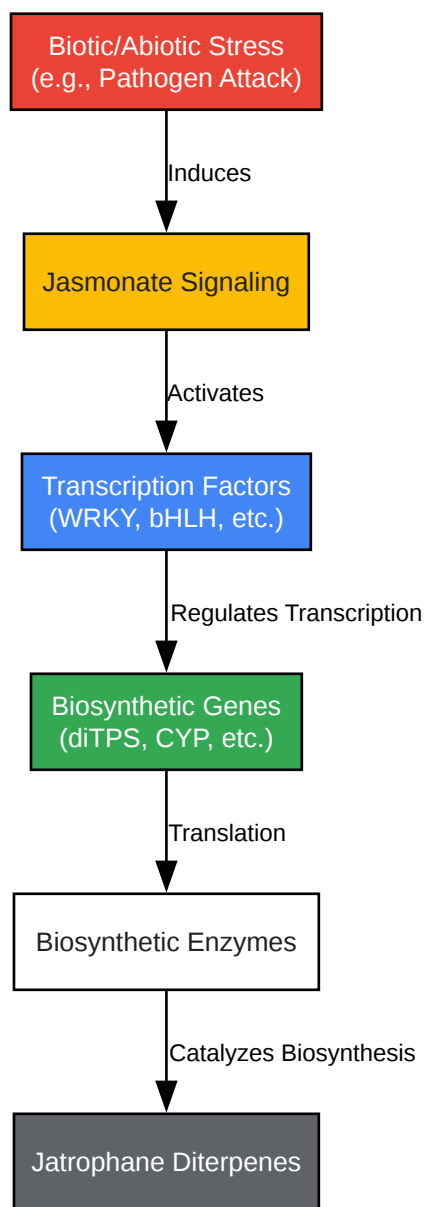 Biotic/Abiotic Stress
(e.g., Pathogen Attack)
Induces
Jasmonate Signaling
Activates
Transcription Factors
(WRKY, bHLH, etc.)
Regulates Transcription
Biosynthetic Genes
(diTPS, CYP, etc.)
Translation
Biosynthetic Enzymes
Catalyzes Biosynthesis
Jatrophane Diterpenes